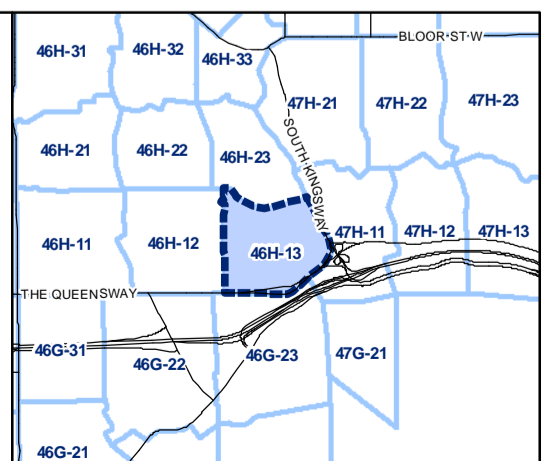 BLOOR ST W
46H-31
46H-32
46H-33
47H-21
47H-22
47H-23
46H-21
46H-22
46H-23
SOUTH KINGSWAY
46H-11
46H-12
46H-13
47H-11
47H-12
47H-13
THE QUEENSWAY
46G-31
46G-22
46G-23
47G-21
46G-21